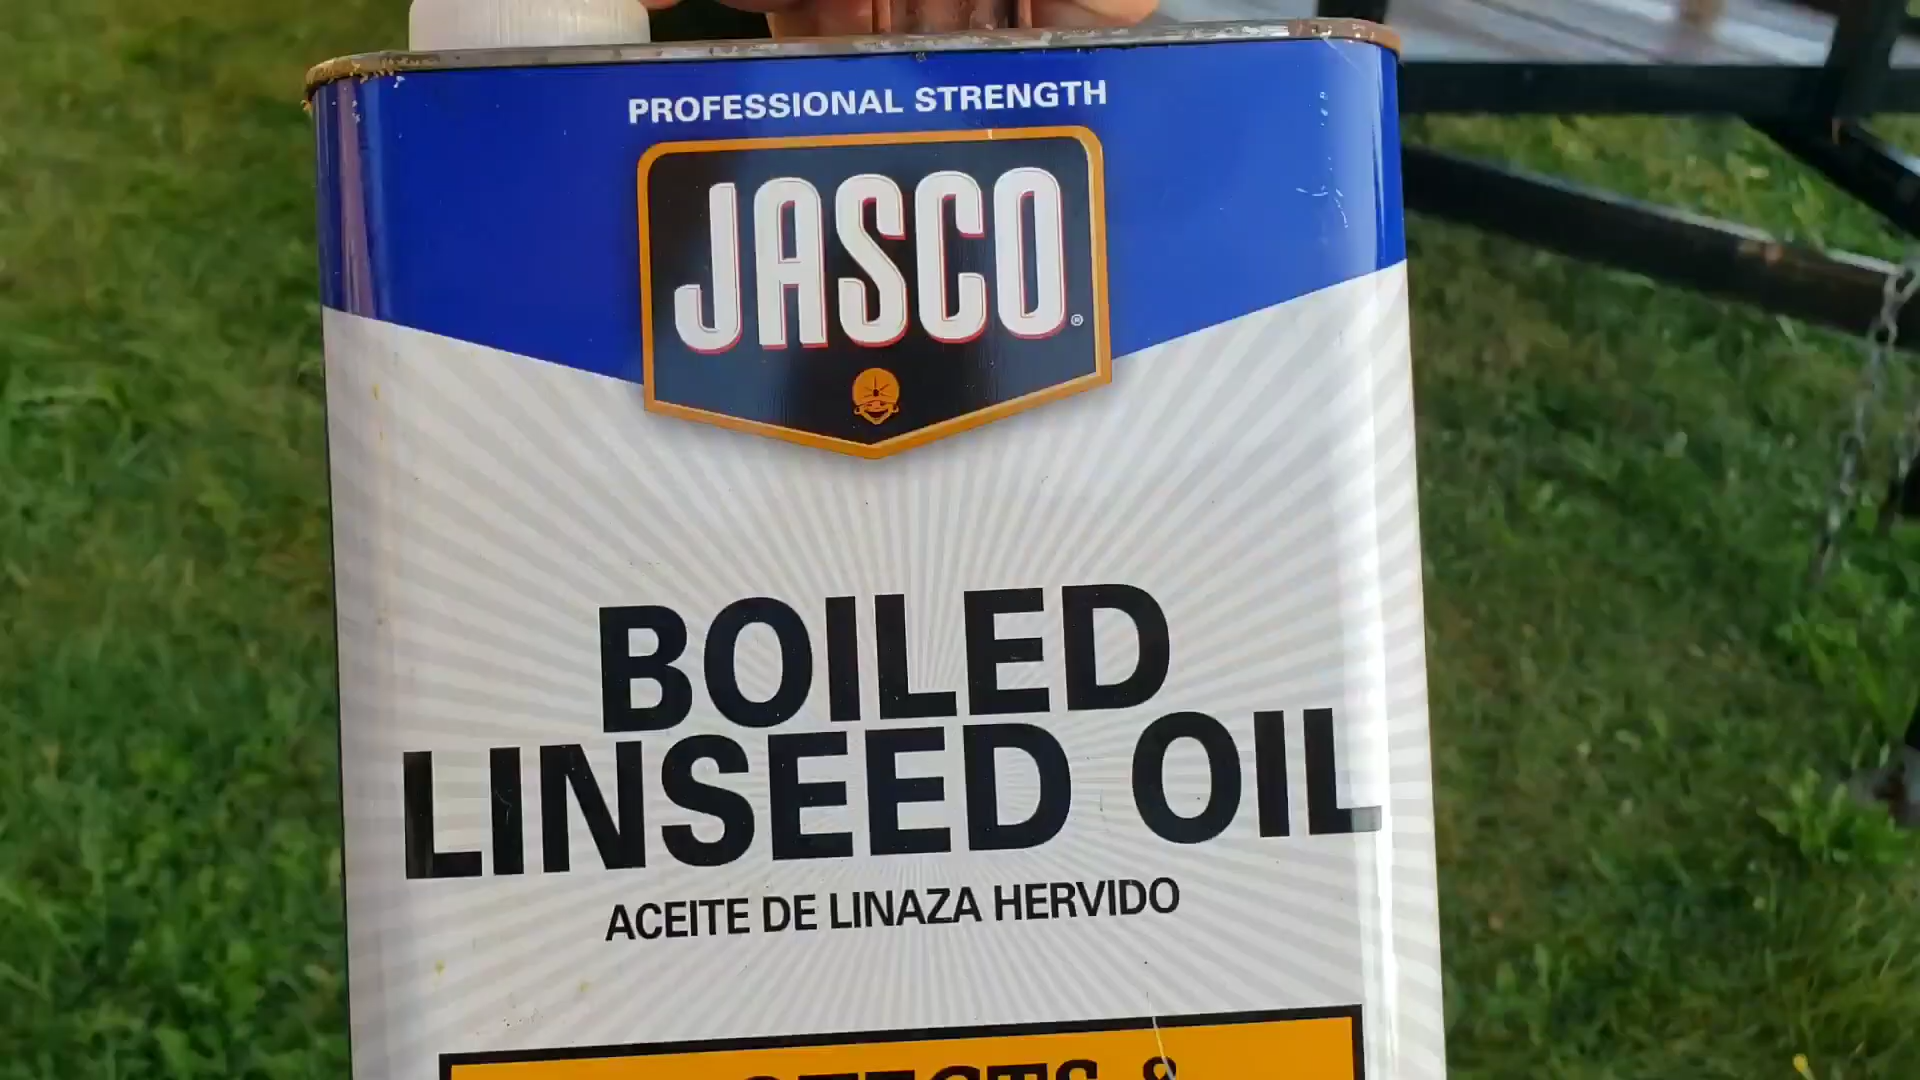 PROFESSIONAL STRENGTH
JASCO®
BOILED
LINSEED OIL
ACEITE DE LINAZA HERVIDO
&